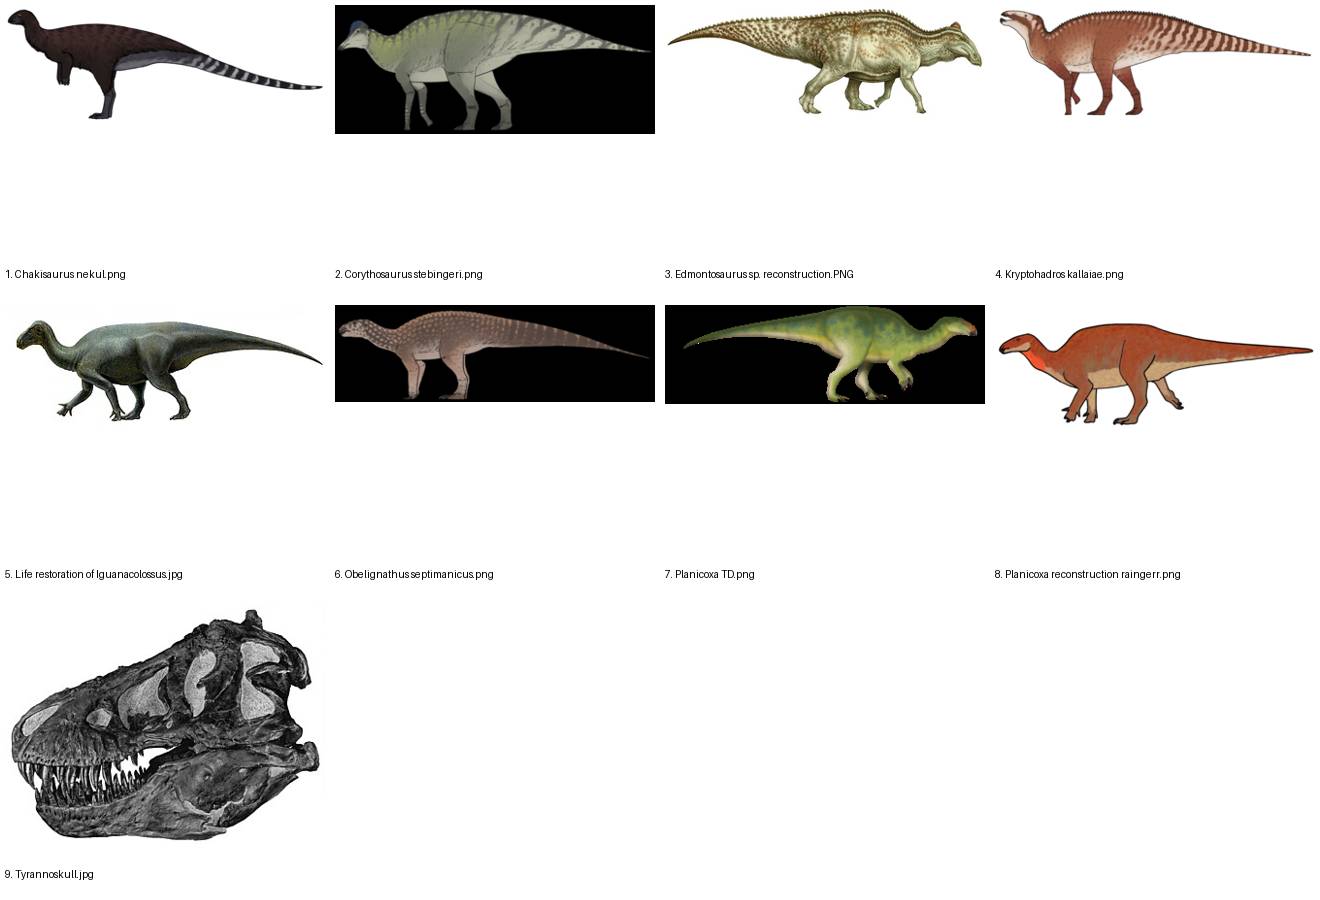 1. Chakisaurus nekul.png
2. Corythosaurus stebingeri.png
3. Edmontosaurus sp. reconstruction.PNG
4. Kryptohadros kallaiae.png
5. Life restoration of Iguanacolossus.jpg
6. Obelignathus septimanicus.png
7. Planicoxa TD.png
8. Planicoxa reconstruction raingerr.png
9. Tyrannoskull.jpg